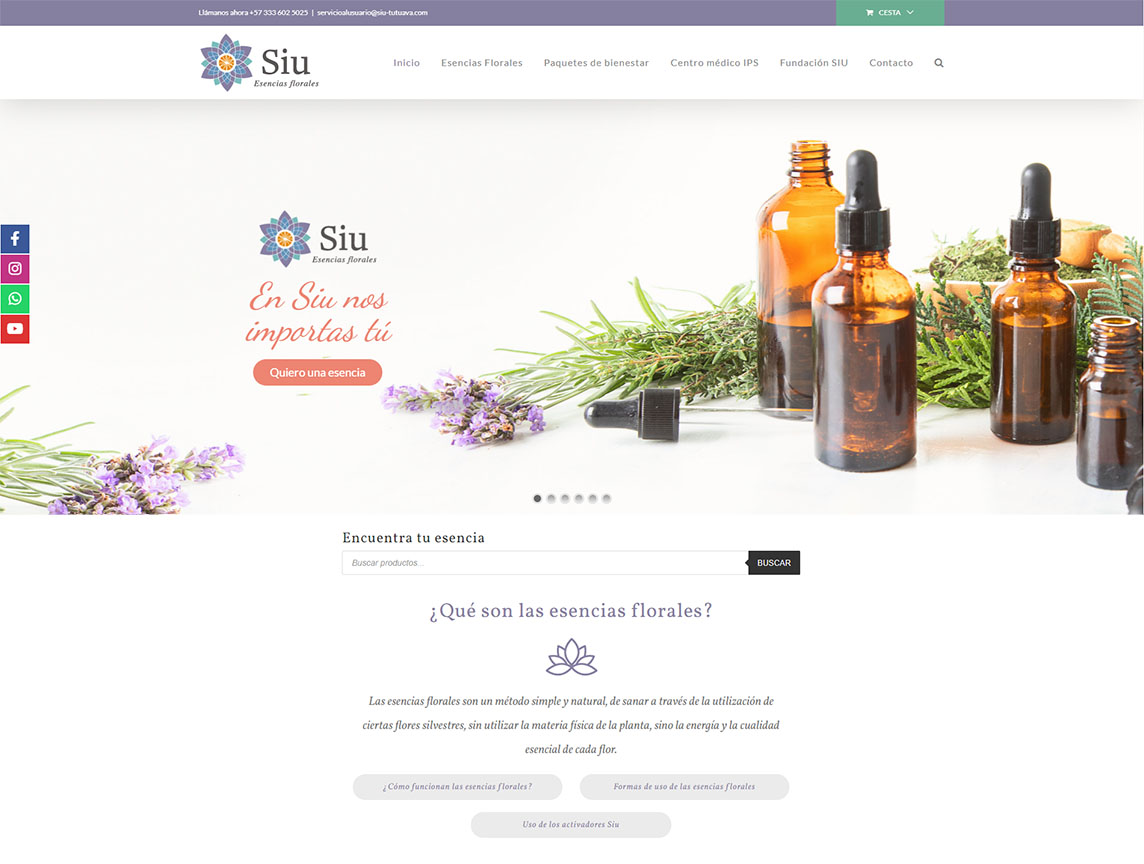 Llámanos ahora +57 333 602 5025 | servicioalusuario@siu-tutuava.com
CESTA
Siu
Esencias florales
Inicio
Esencias Florales
Paquetes de bienestar
Centro médico IPS
Fundación SIU
Contacto
Siu
Esencias florales
En Siu nos
importas tú
Quiero una esencia
Encuentra tu esencia
Buscar productos...
BUSCAR
¿Qué son las esencias florales?
Las esencias florales son un método simple y natural, de sanar a través de la utilización de
ciertas flores silvestres, sin utilizar la materia física de la planta, sino la energía y la cualidad
esencial de cada flor.
¿Cómo funcionan las esencias florales?
Formas de uso de las esencias florales
Uso de los activadores Siu